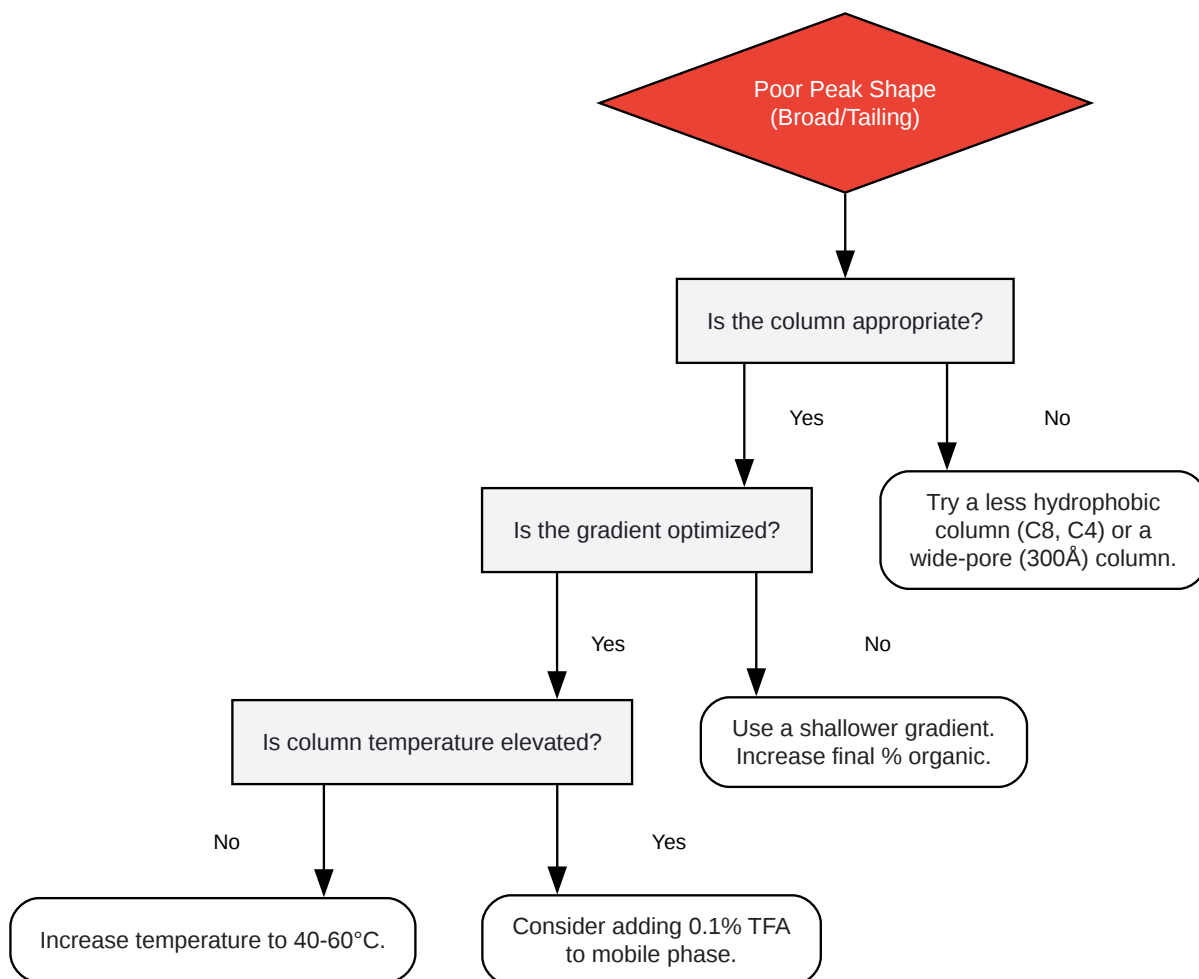 Poor Peak Shape
(Broad/Tailing)
Is the column appropriate?
Yes
No
Try a less hydrophobic
column (C8, C4) or a
wide-pore (300Å) column.
Is the gradient optimized?
Yes
No
Use a shallower gradient.
Increase final % organic.
Is column temperature elevated?
No
Yes
Increase temperature to 40-60°C.
Consider adding 0.1% TFA
to mobile phase.